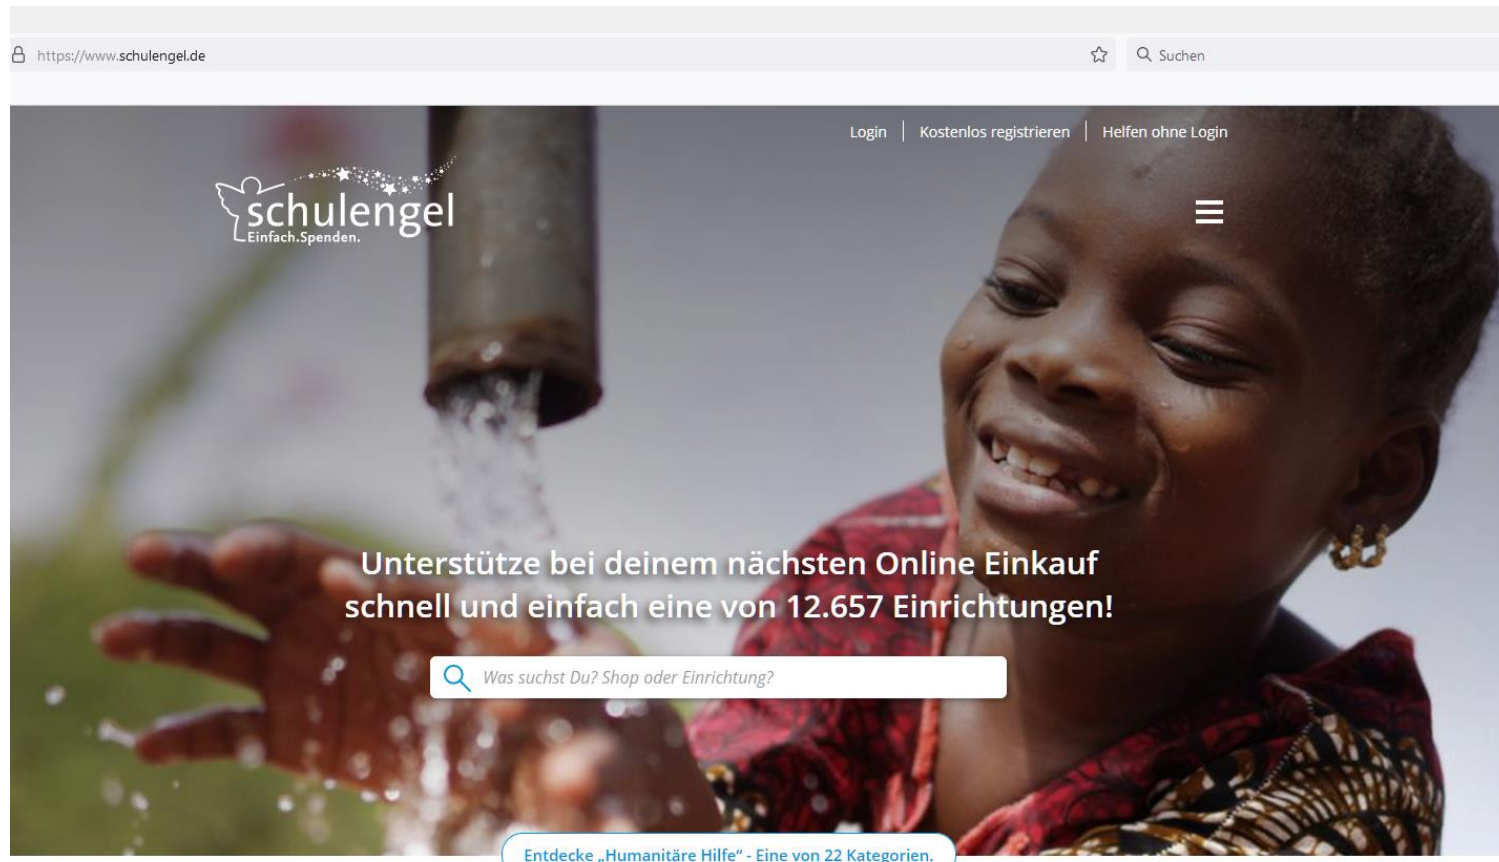 https://www.schulengel.de
Suchen
Login
Kostenlos registrieren
Helfen ohne Login
schulengel
Einfach.Spenden.
Unterstütze bei deinem nächsten Online Einkauf
schnell und einfach eine von 12.657 Einrichtungen!
Was suchst Du? Shop oder Einrichtung?
Entdecke „Humanitäre Hilfe“ - Eine von 22 Kategorien.